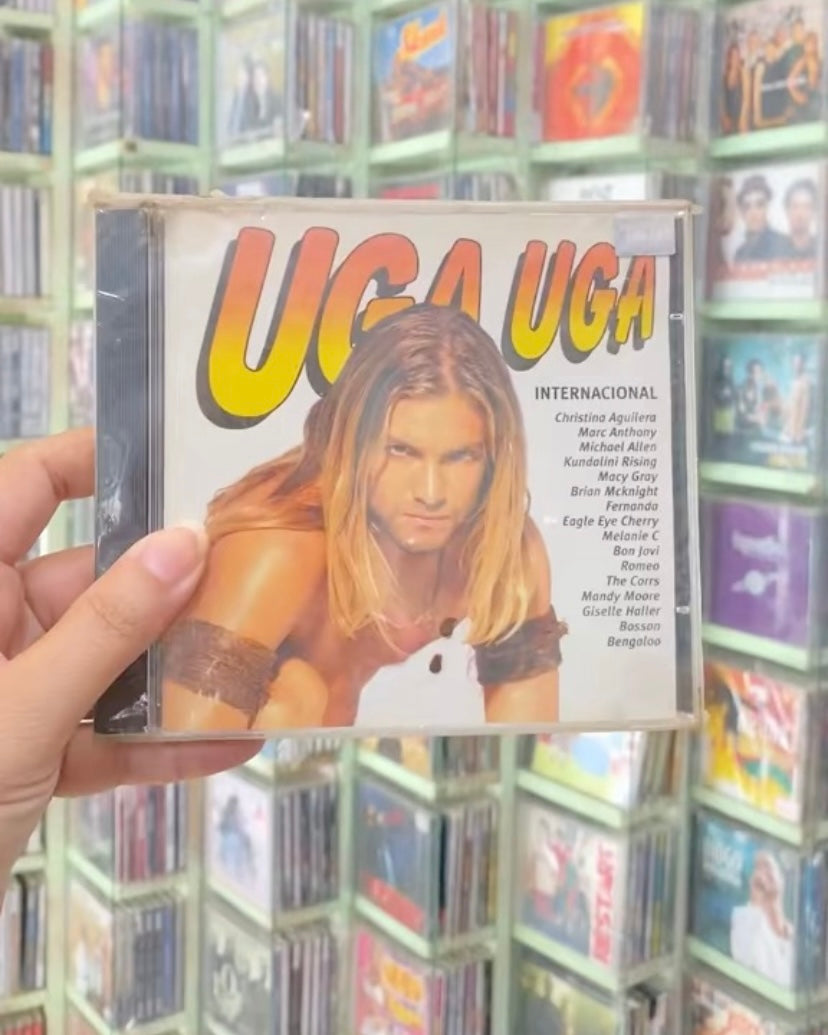 UGA UGA
INTERNACIONAL
Christina Aguilera
Marc Anthony
Michael Allen
Kundalini Rising
Macy Gray
Brian Mcknight
Fernanda
Eagle Eye Cherry
Melanie C
Bon Jovi
Romeo
The Corrs
Mandy Moore
Giselle Haller
Bosson
Bengaloo
RESTART